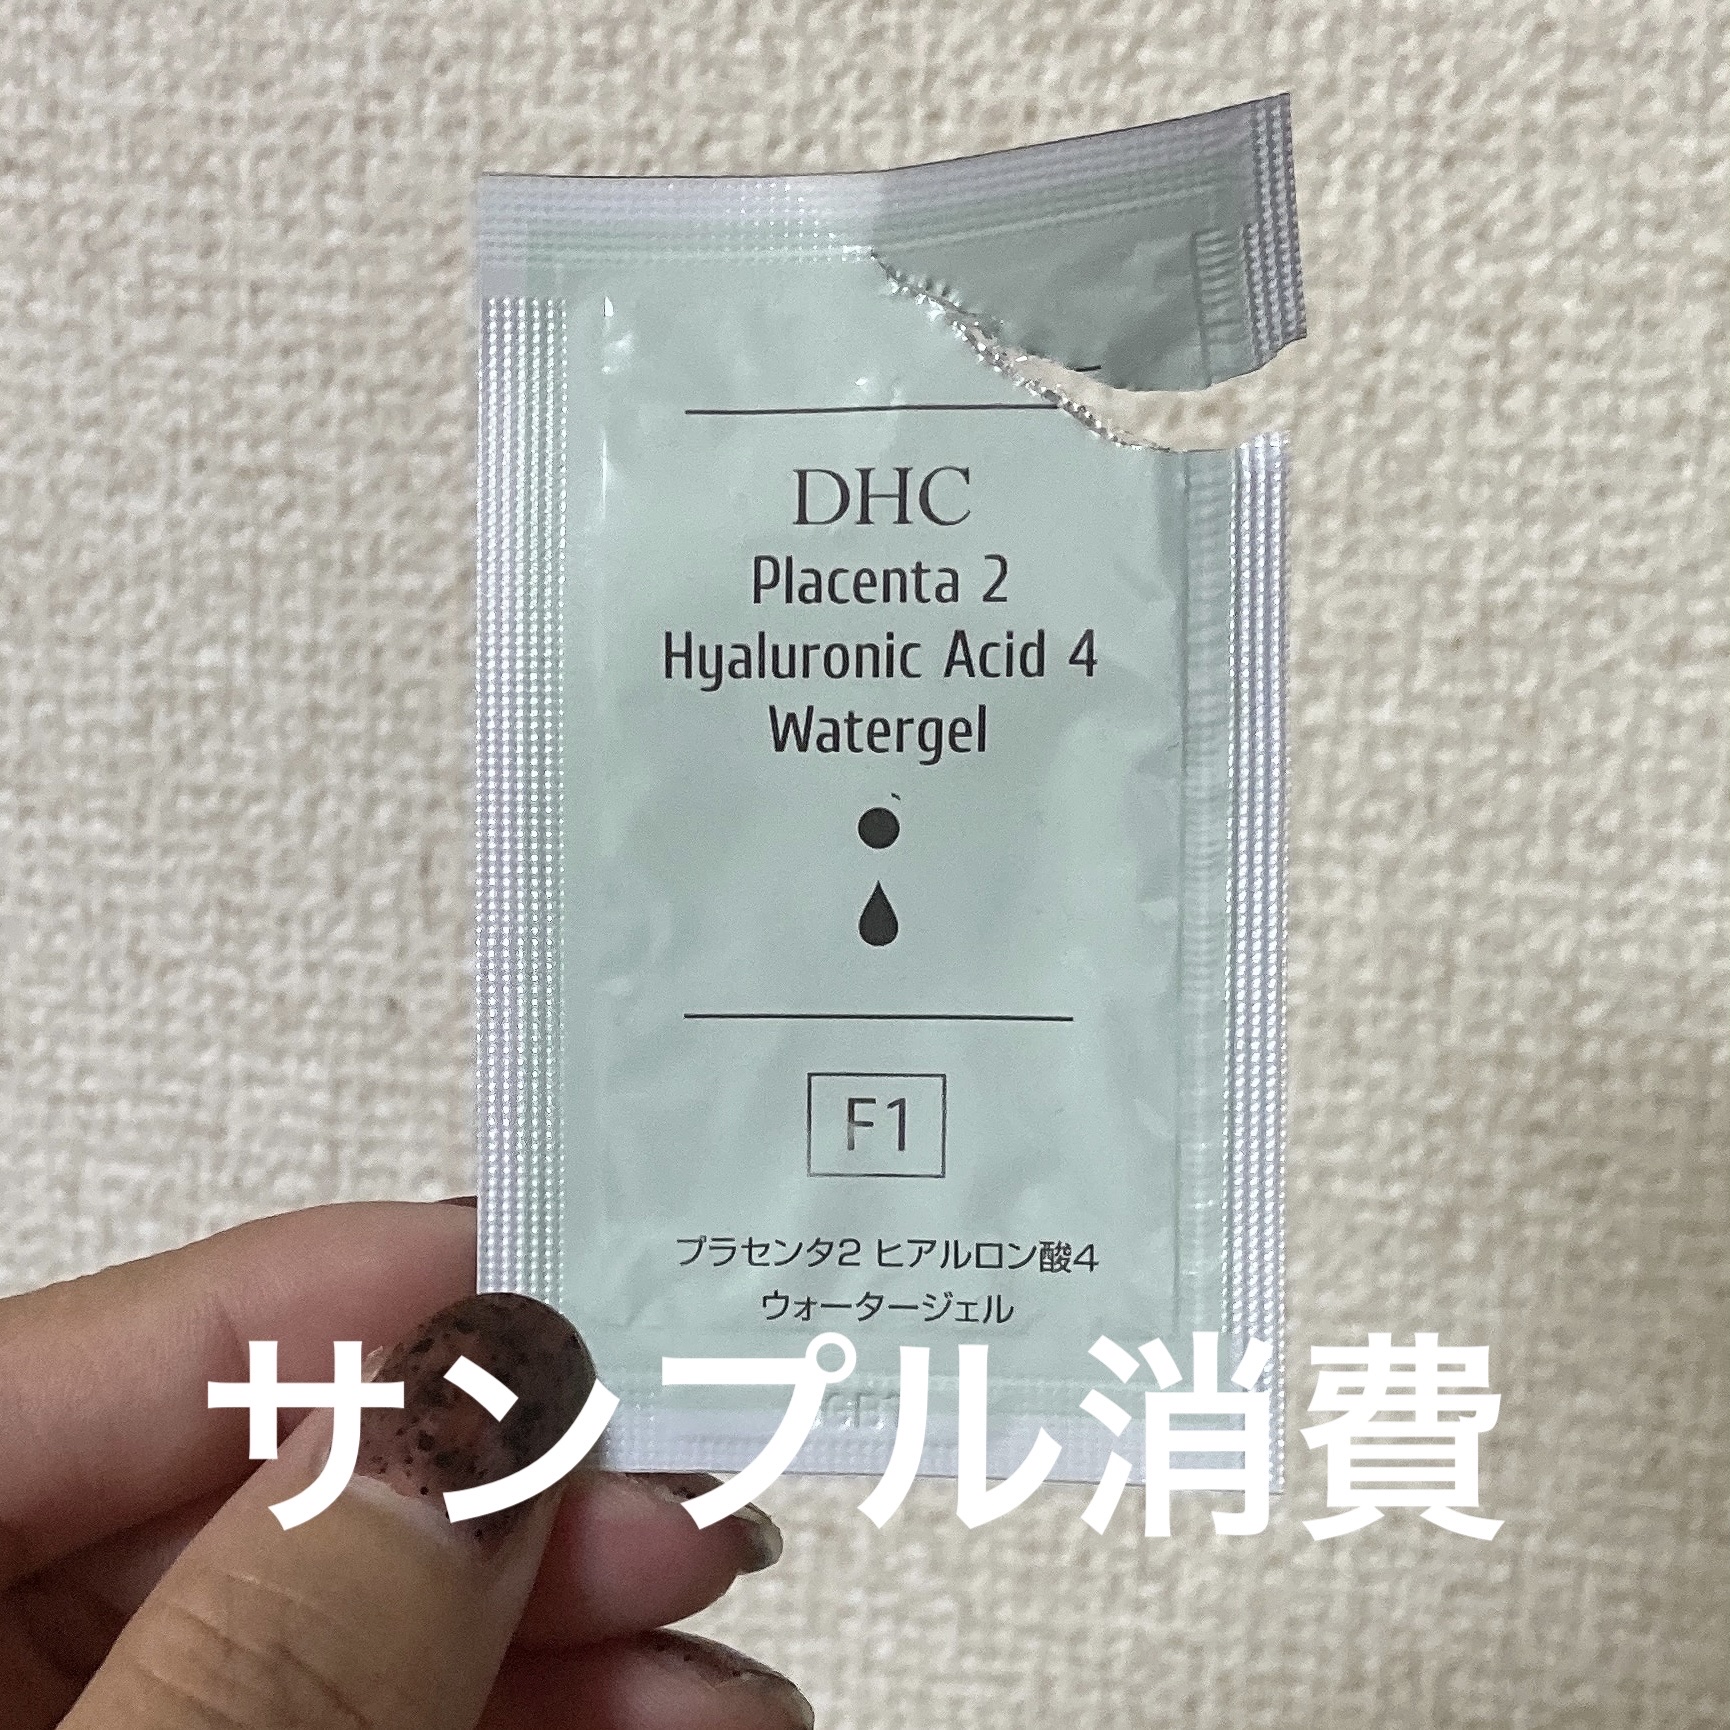 DHC
Placenta 2
Hyaluronic Acid 4
Watergel
F1
プラセンタ2 ヒアルロン酸4
ウォータージェル
サンプル消費